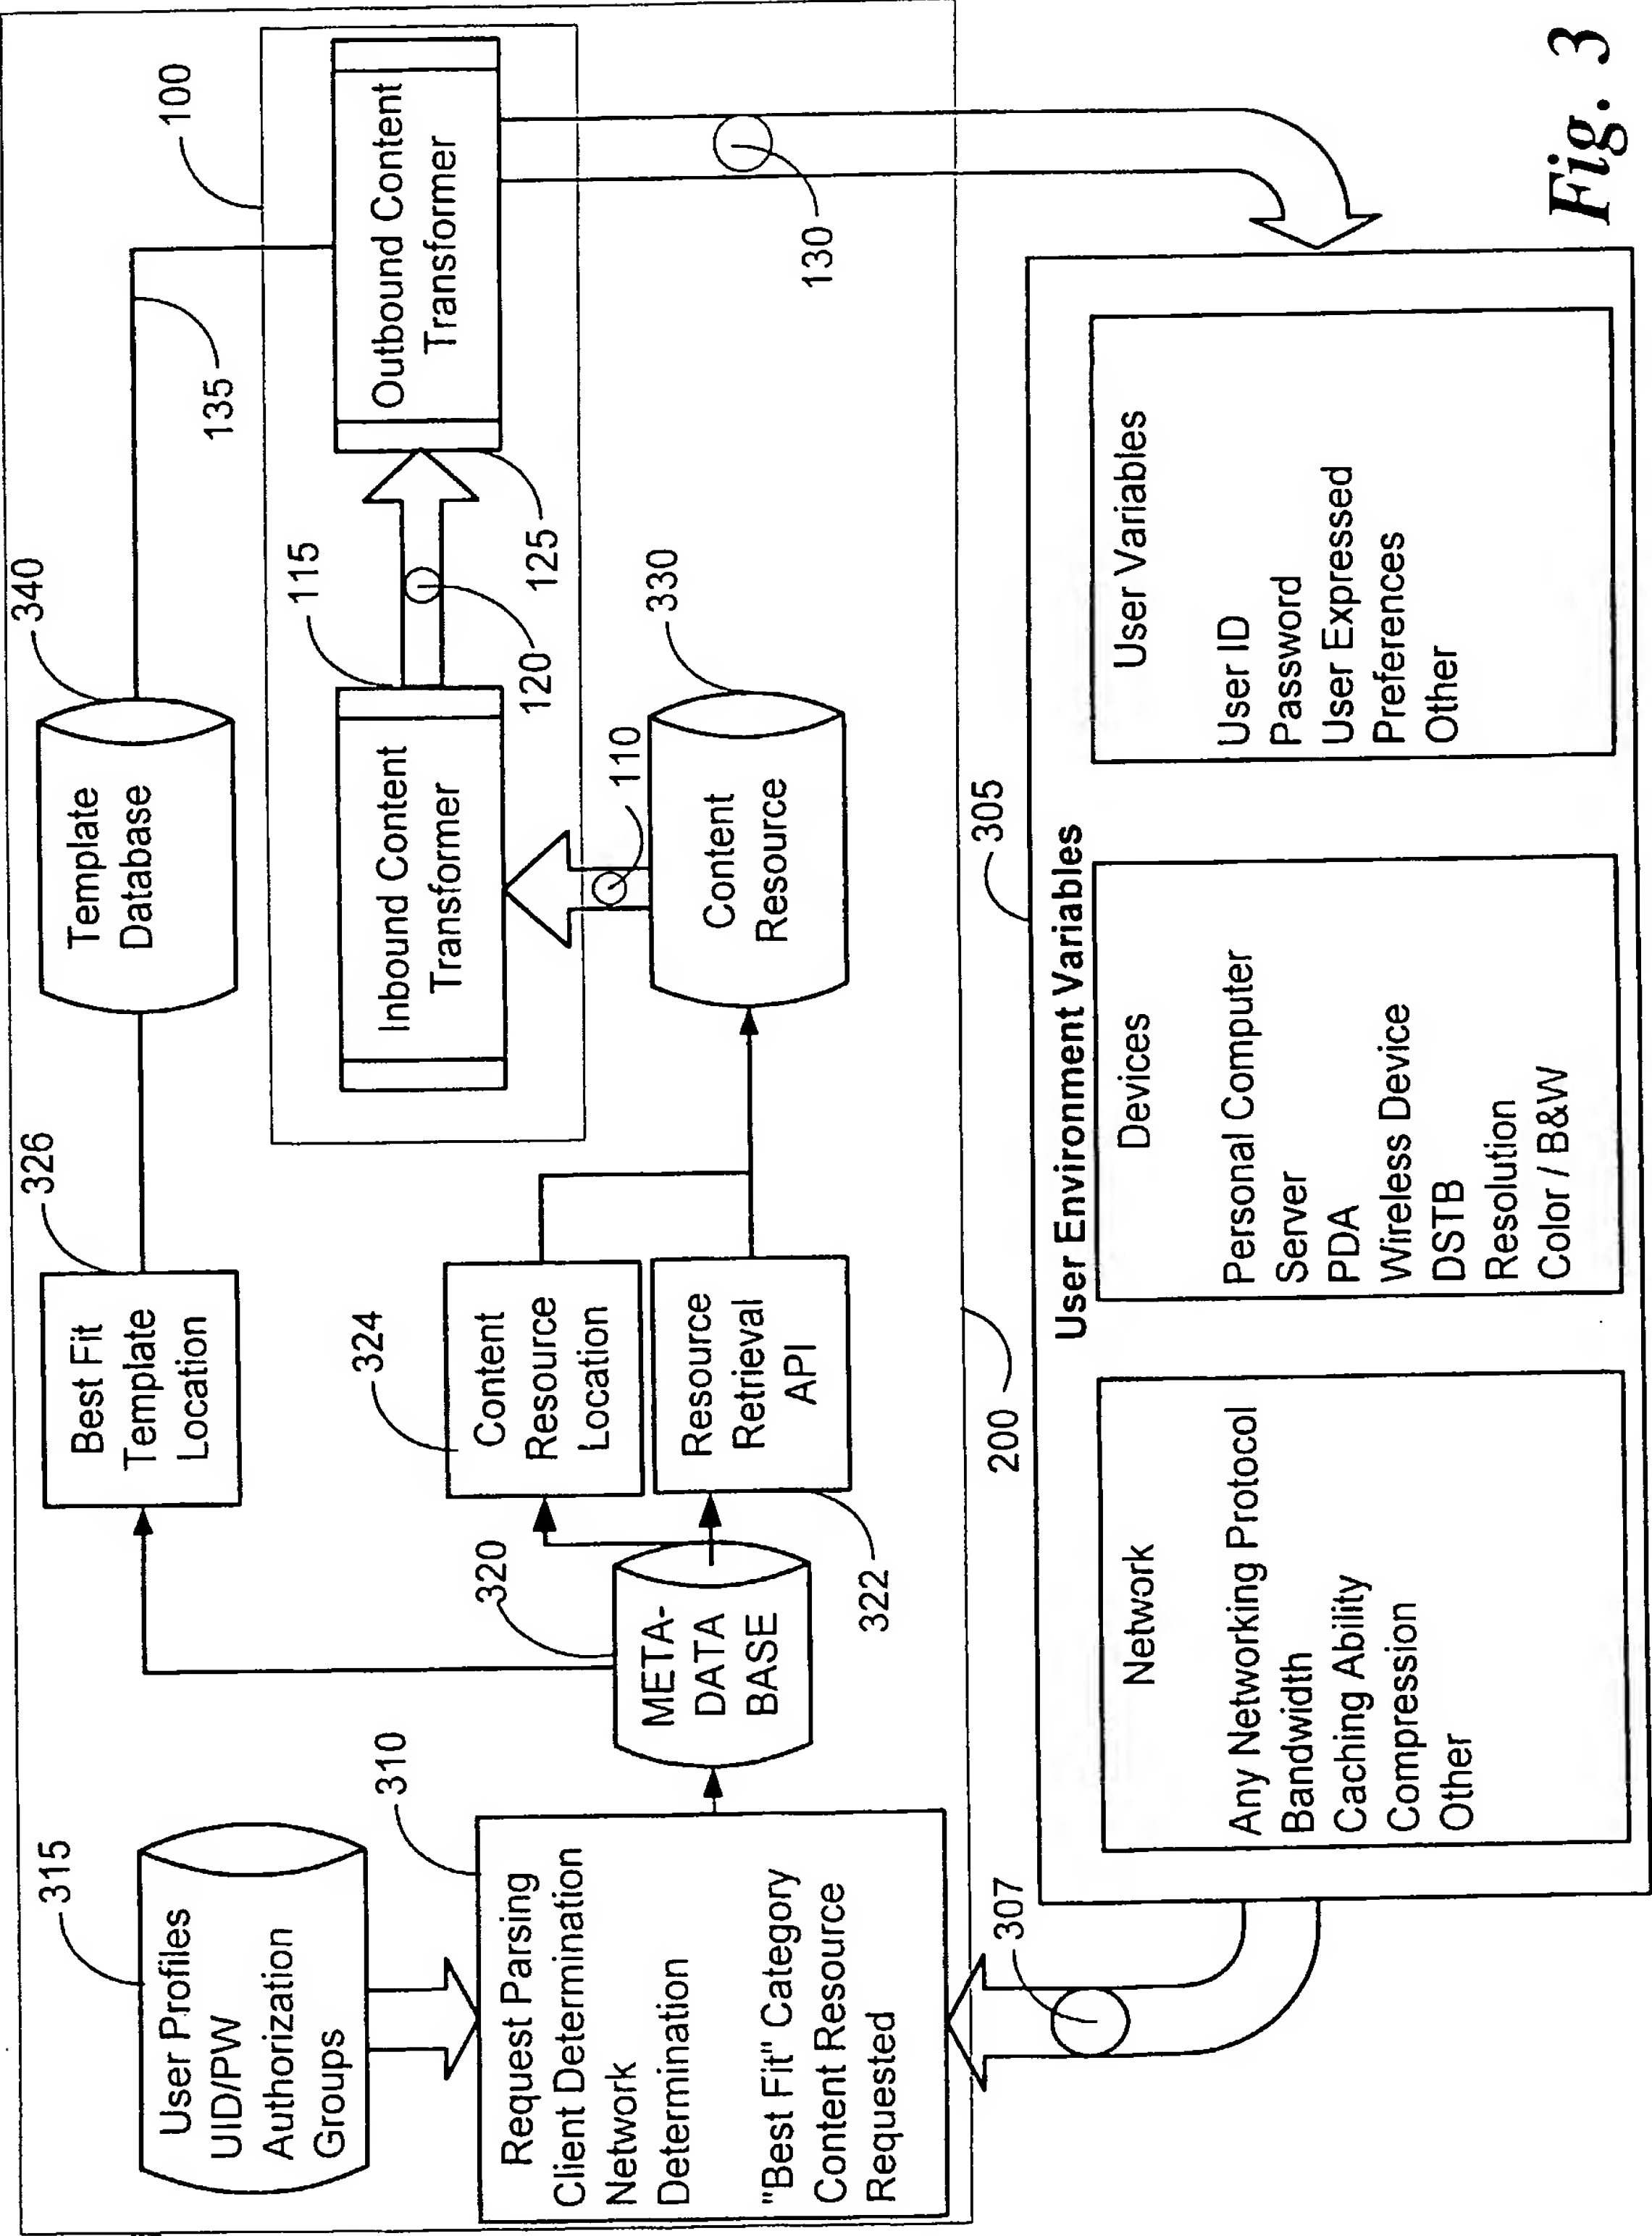 315
User Profiles
UID/PW
Authorization
Groups
310
Request Parsing
Client Determination
Network
Determination
"Best Fit" Category
Content Resource
Requested
320
META-
DATA
BASE
326
Best Fit
Template
Location
324
Content
Resource
Location
Resource
Retrieval
API
322
340
Template
Database
135
100
115
Inbound Content
Transformer
120
125
Outbound Content
Transformer
110
330
Content
Resource
130
200
307
305
User Environment Variables
Network
Any Networking Protocol
Bandwidth
Caching Ability
Compression
Other
Devices
Personal Computer
Server
PDA
Wireless Device
DSTB
Resolution
Color / B&W
User Variables
User ID
Password
User Expressed
Preferences
Other
Fig. 3